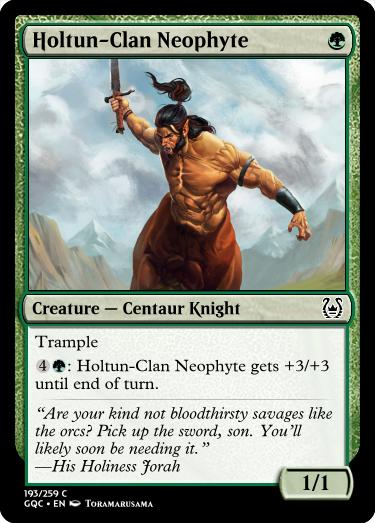 Holtun-Clan Neophyte
Creature — Centaur Knight
Trample
4: Holtun-Clan Neophyte gets +3/+3
until end of turn.
“Are your kind not bloodthirsty savages like
the orcs? Pick up the sword, son. You’ll
likely soon be needing it.”
—His Holiness Jorah
1/1
193/259 C
GQC • EN Toramarusama